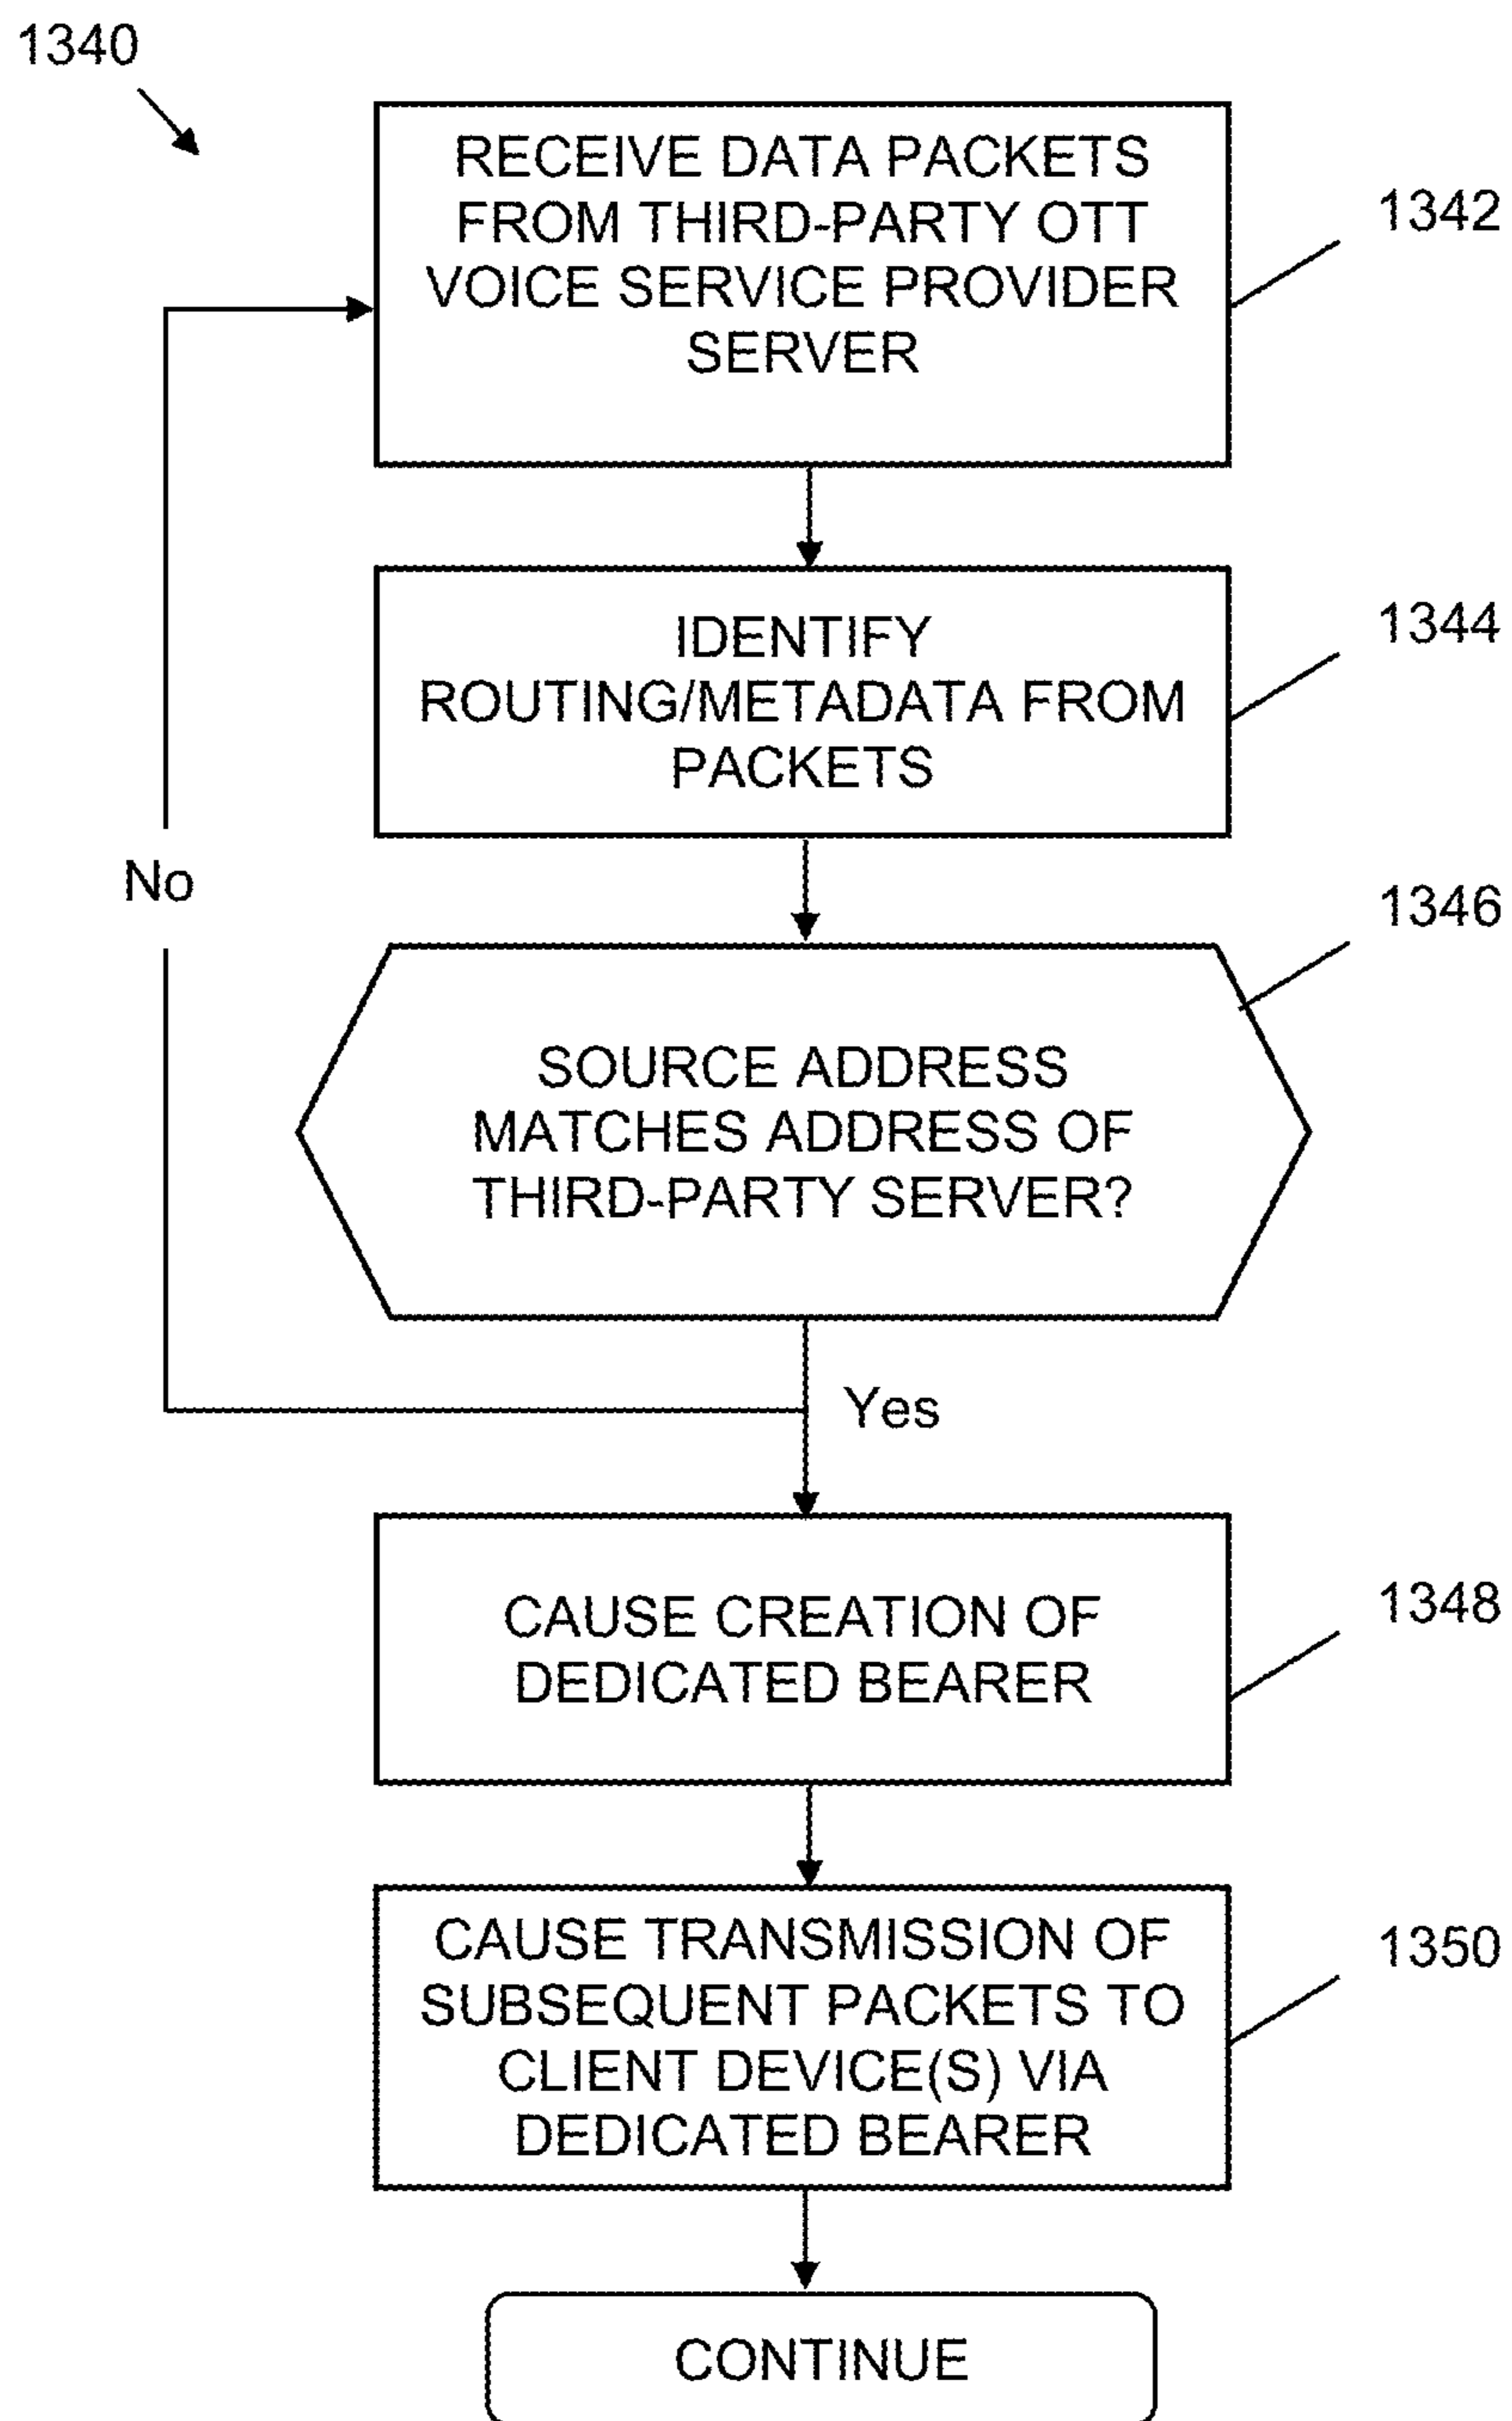 1340
RECEIVE DATA PACKETS
FROM THIRD-PARTY OTT
VOICE SERVICE PROVIDER
SERVER
1342
IDENTIFY
ROUTING/METADATA FROM
PACKETS
1344
No
1346
SOURCE ADDRESS
MATCHES ADDRESS OF
THIRD-PARTY SERVER?
Yes
CAUSE CREATION OF
DEDICATED BEARER
1348
CAUSE TRANSMISSION OF
SUBSEQUENT PACKETS TO
CLIENT DEVICE(S) VIA
DEDICATED BEARER
1350
CONTINUE